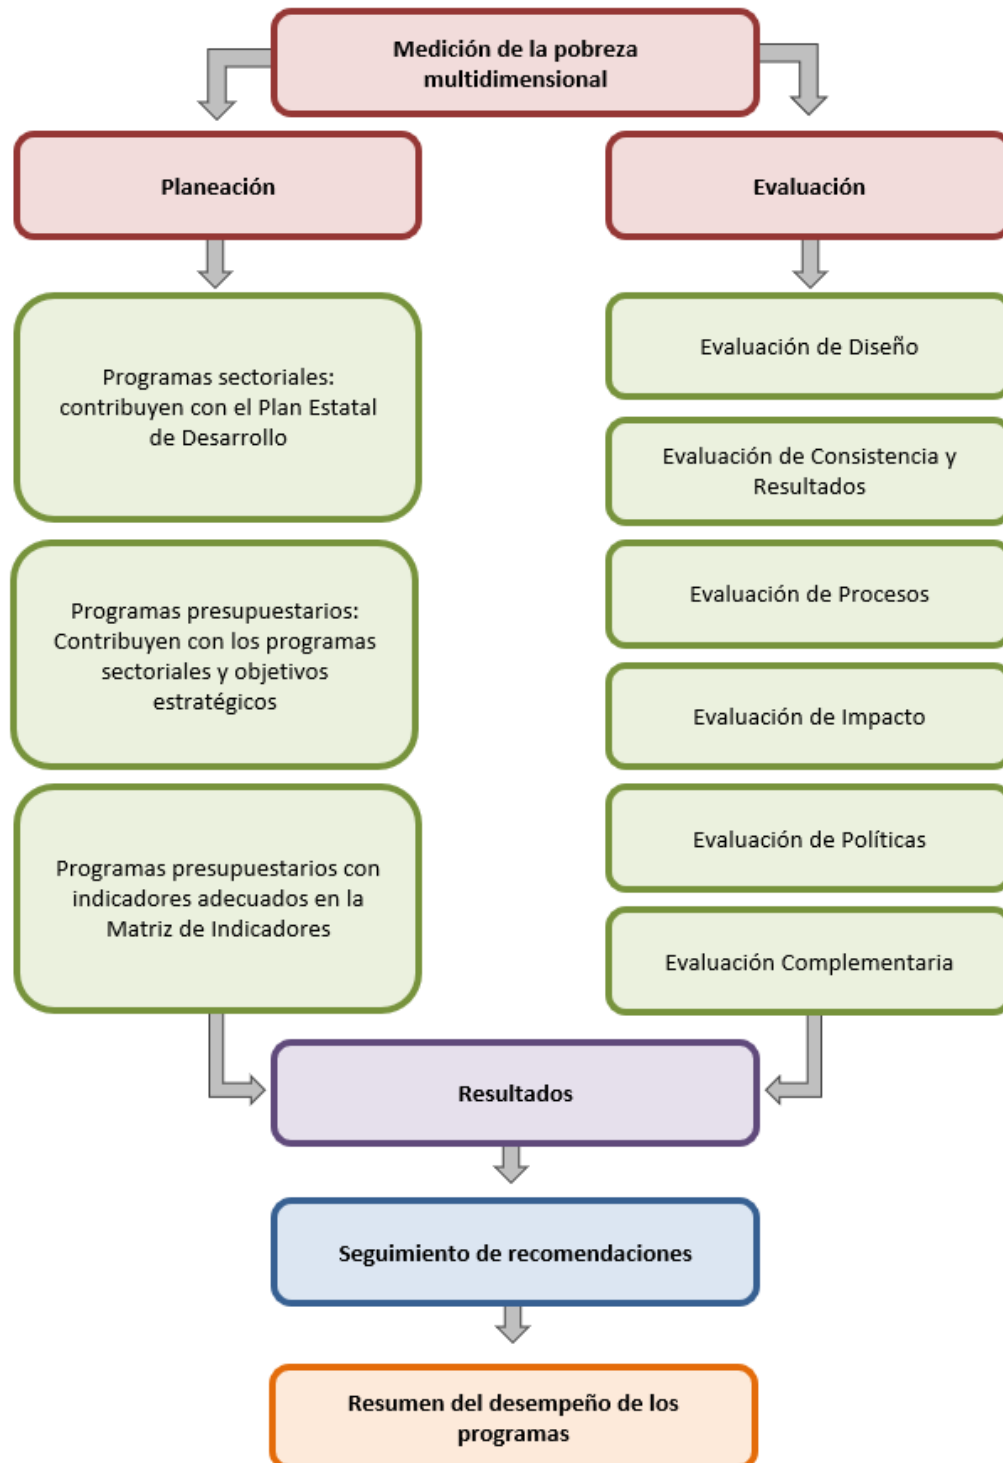 Medición de la pobreza
multidimensional
Planeación
Evaluación
Programas sectoriales:
contribuyen con el Plan Estatal
de Desarrollo
Programas presupuestarios:
Contribuyen con los programas
sectoriales y objetivos
estratégicos
Programas presupuestarios con
indicadores adecuados en la
Matriz de Indicadores
Evaluación de Diseño
Evaluación de Consistencia y
Resultados
Evaluación de Procesos
Evaluación de Impacto
Evaluación de Políticas
Evaluación Complementaria
Resultados
Seguimiento de recomendaciones
Resumen del desempeño de los
programas